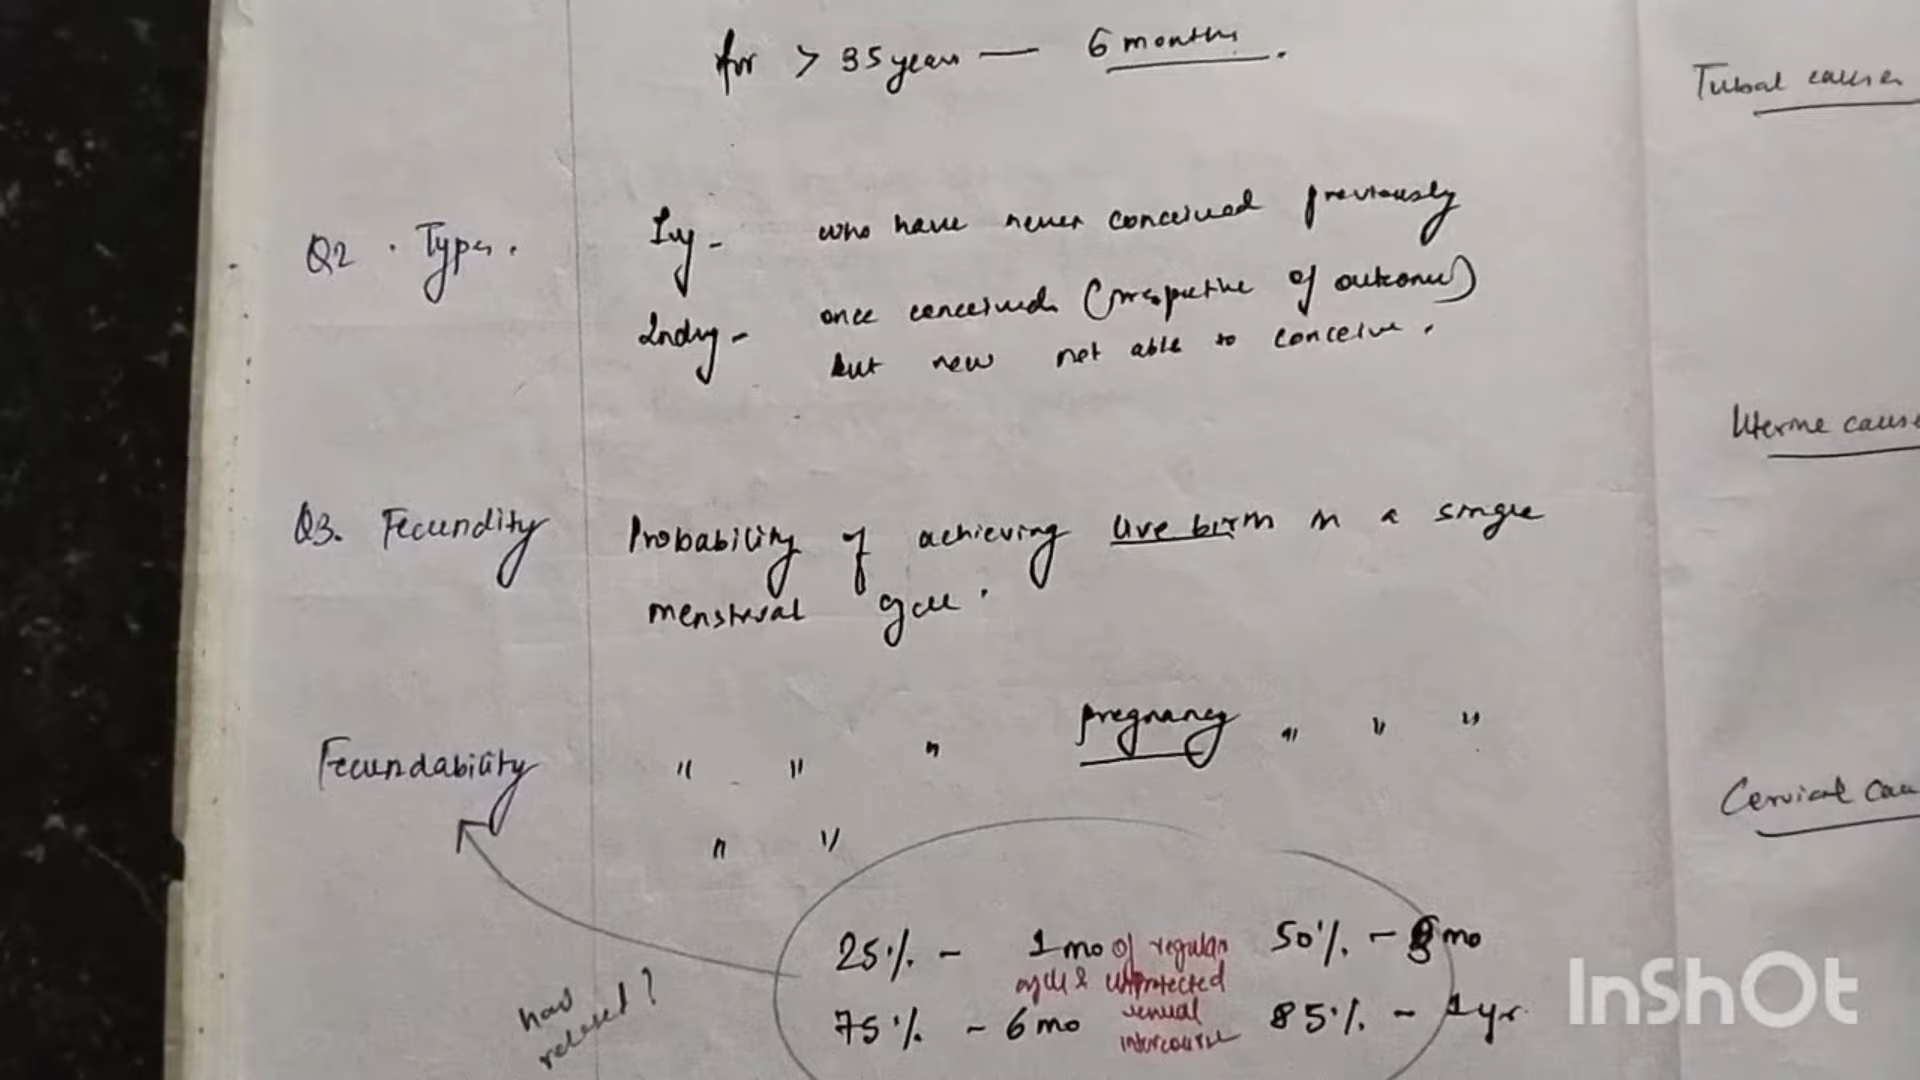 for > 35 years — 6 months.
Tubal causes
Q2 . Types. Iry - who have never conceived previously
2ndry - once conceived (irrespective of outcome)
but now not able to conceive.
Uterine cause
Q3. Fecundity Probability of achieving live birth in a single
menstrual cycle.
Fecundability " " " pregnancy " " "
" "
Cervical cau
25% - 1 mo of regular 50% - mo
cycle & unprotected
75% - 6 mo sexual 85% - 1 yr.
intercourse
how
related?
InShOt